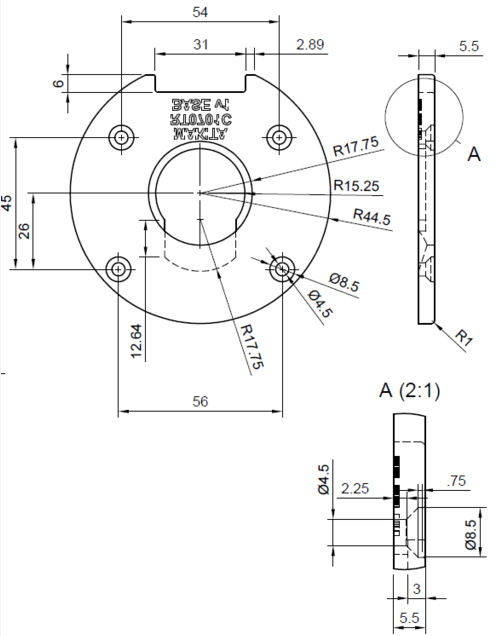 54
31
2.89
5.5
6
MAKITA
RT0701C
BASE V1
R17.75
A
R15.25
R44.5
45
26
Ø8.5
Ø4.5
12.64
R17.75
R1
56
A (2:1)
Ø4.5
2.25
.75
Ø8.5
3
5.5